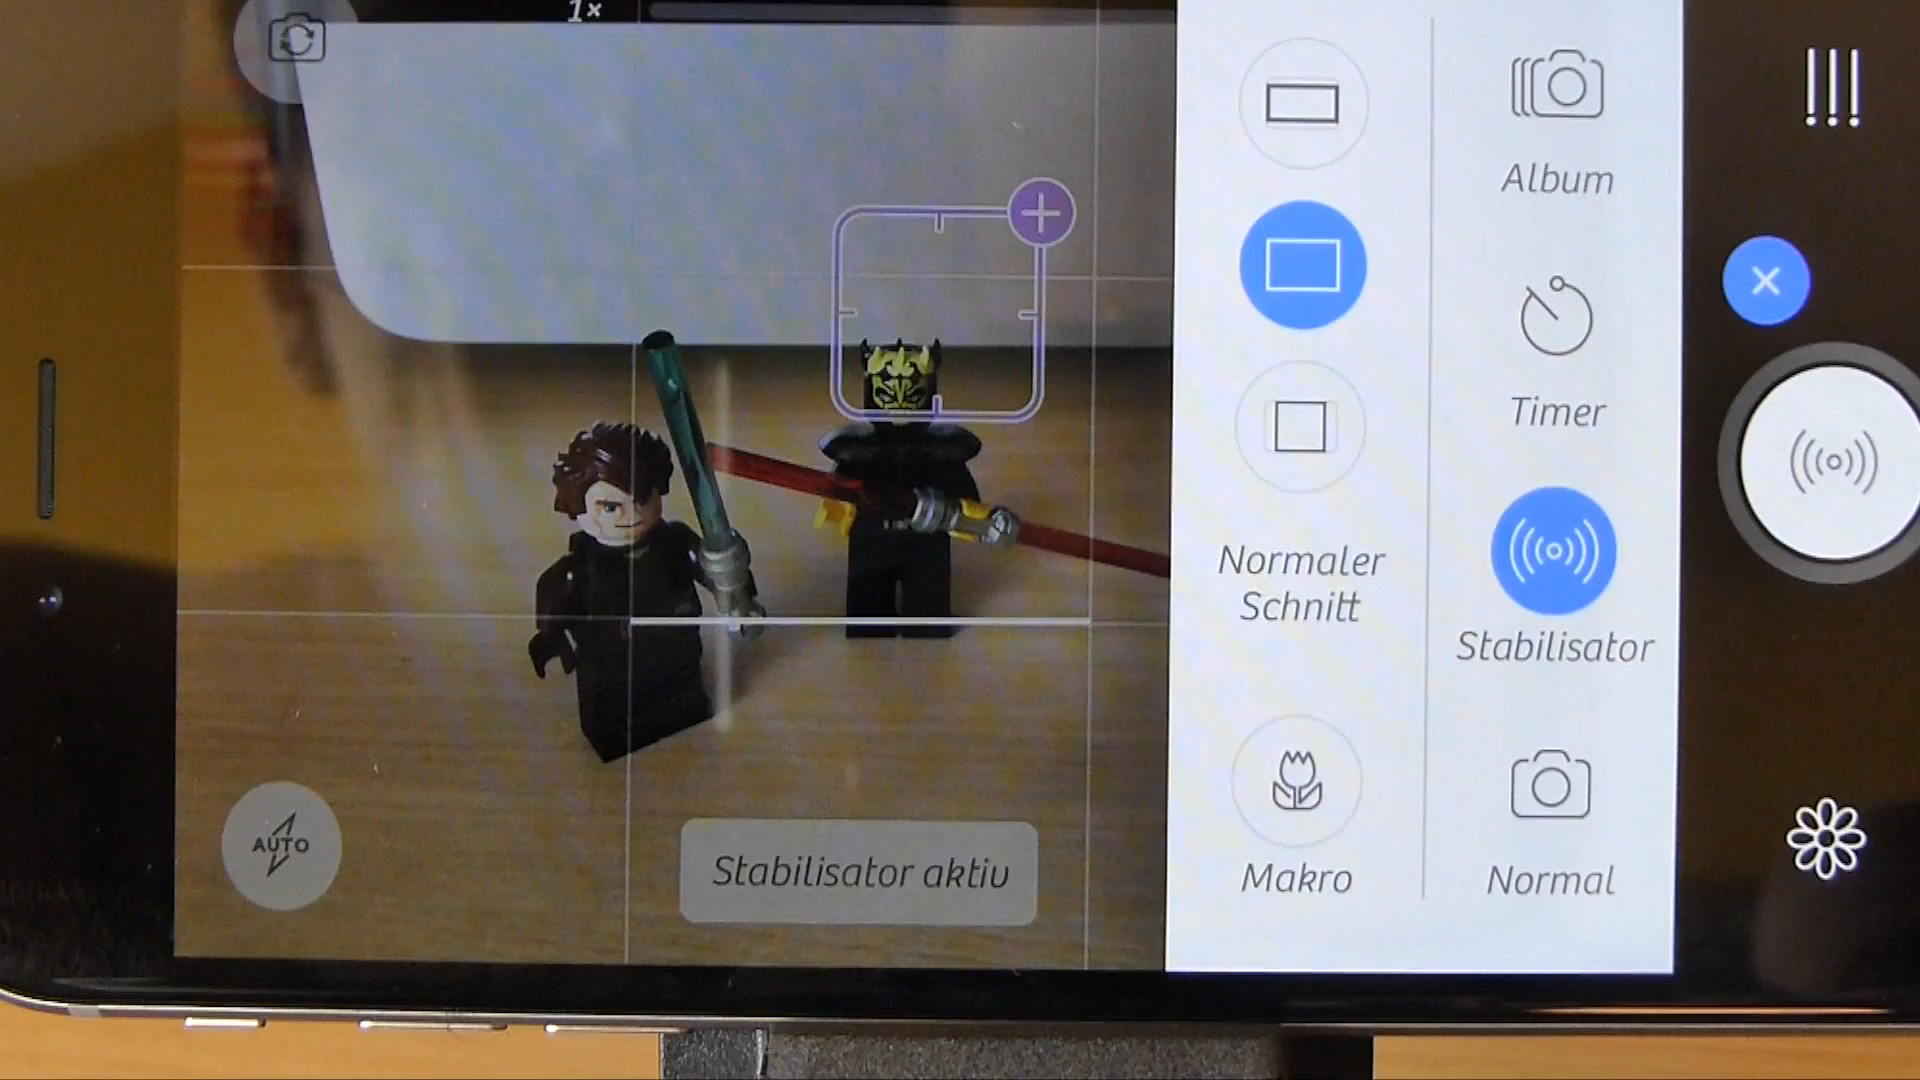 1×
Album
Timer
Normaler
Schnitt
Stabilisator
AUTO
Stabilisator aktiv
Makro
Normal